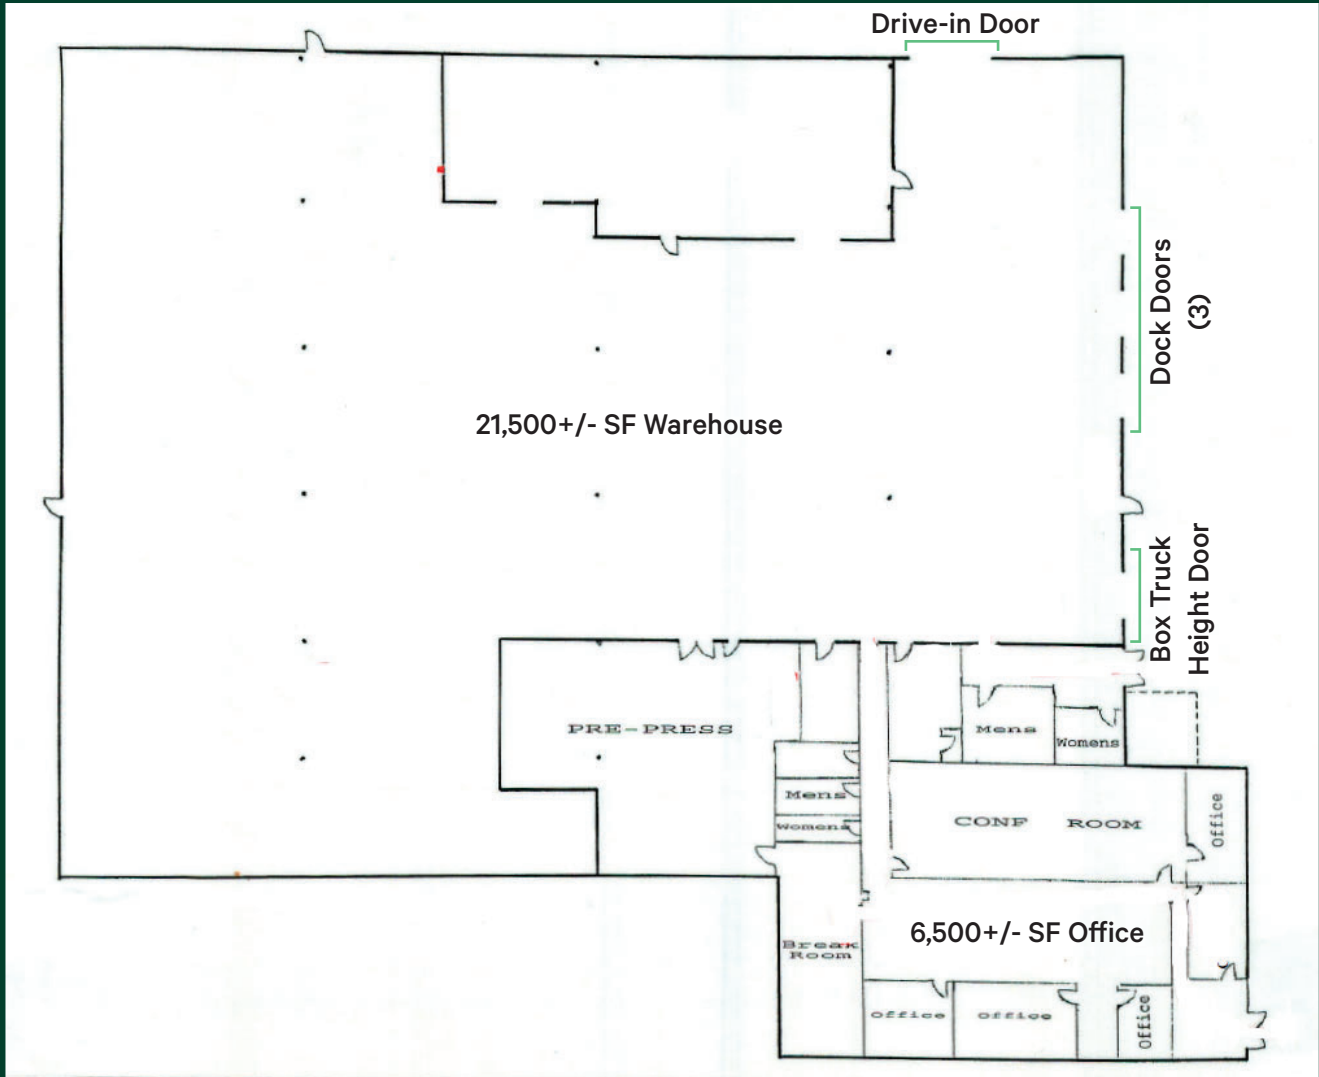 Drive-in Door
Dock Doors
(3)
21,500+/- SF Warehouse
Box Truck
Height Door
PRE-PRESS
Mens
Womens
Mens
Womens
CONF ROOM
Office
6,500+/- SF Office
Break
Room
Office
Office
Office